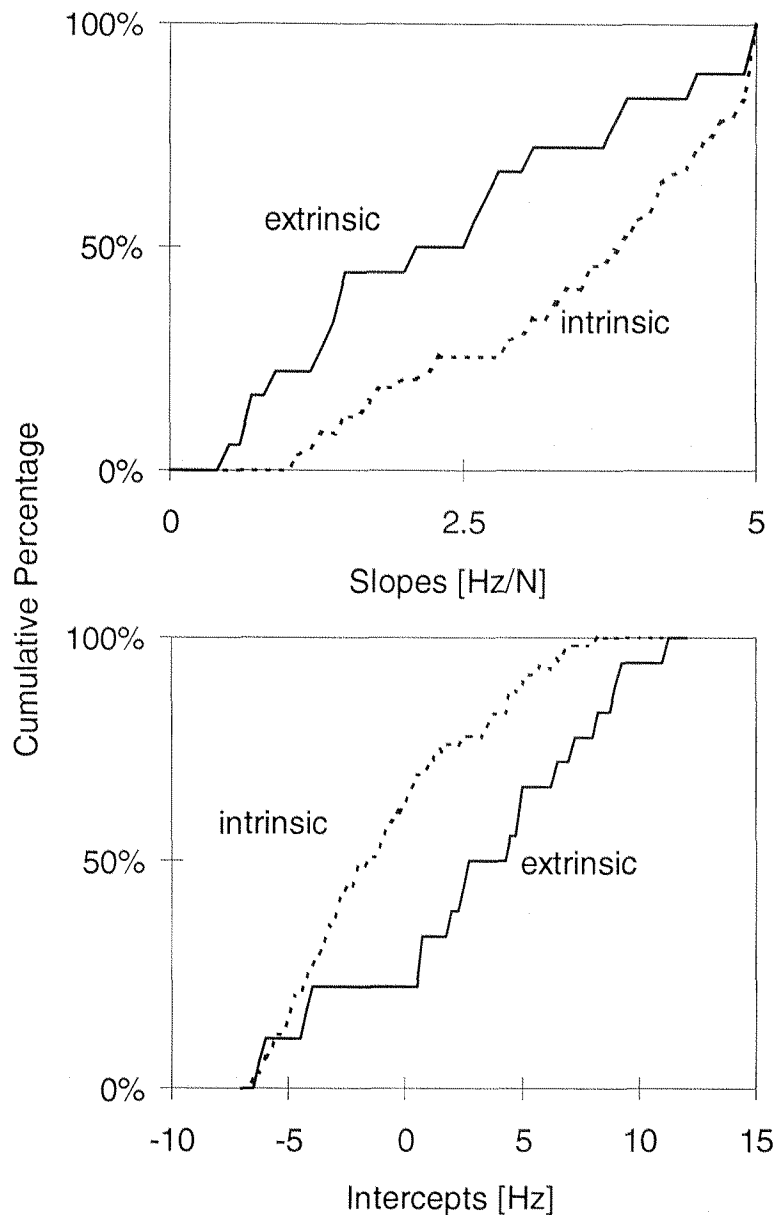 100%
extrinsic
50%
intrinsic
0%
0 2.5 5
Slopes [Hz/N]
Cumulative Percentage
100%
intrinsic
50%
extrinsic
0%
-10 -5 0 5 10 15
Intercepts [Hz]